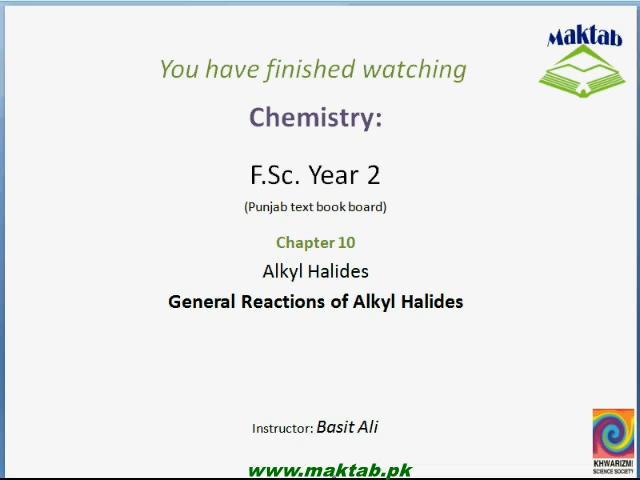 Maktab
You have finished watching
Chemistry:
F.Sc. Year 2
(Punjab text book board)
Chapter 10
Alkyl Halides
General Reactions of Alkyl Halides
Instructor: Basit Ali
KHWARIZMI
SCIENCE SOCIETY
www.maktab.pk